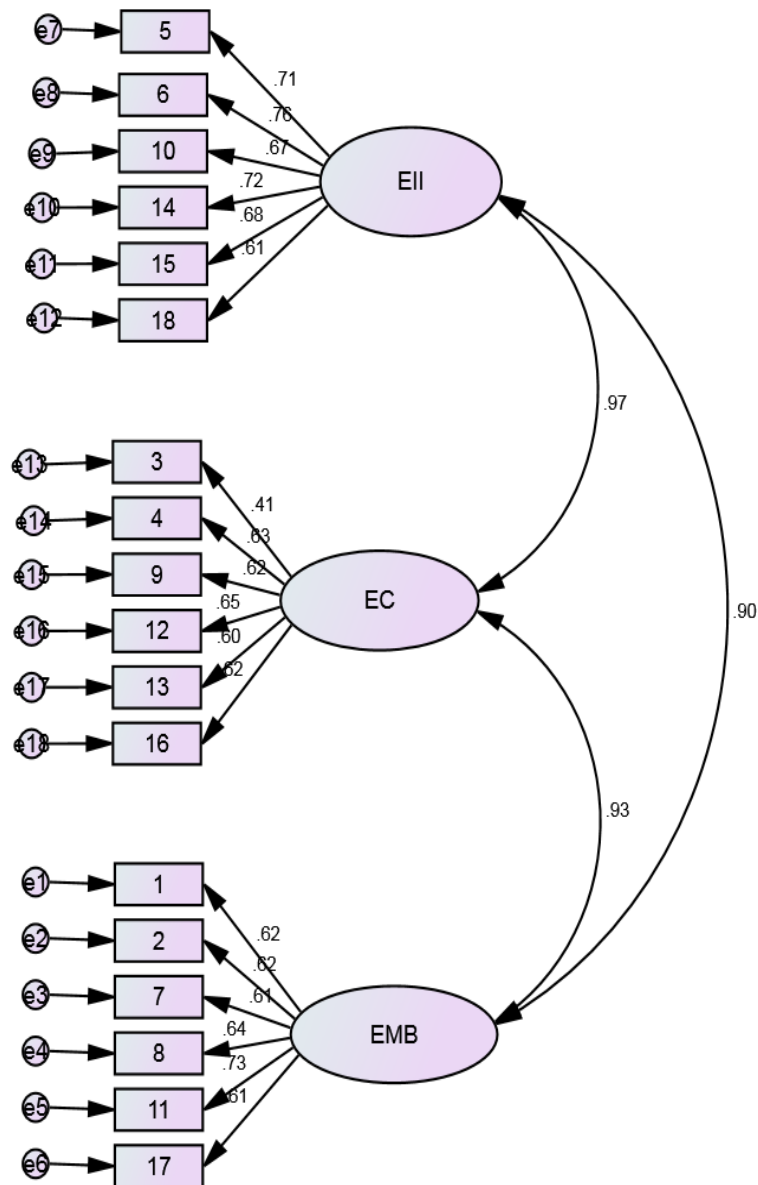 e7 5
.71
e8 6
.76
e10 14
e9 10
.67
.72
e11 15
.68
e12 18
.61
EII
.97
.90
e13 3
.41
e14 4
.63
e15 9
.62
e16 12
.65
e17 13
.60
e18 16
.62
EC
.93
e1 1
.62
e2 2
.62
e3 7
.61
e4 8
.64
e5 11
.73
e6 17
.61
EMB